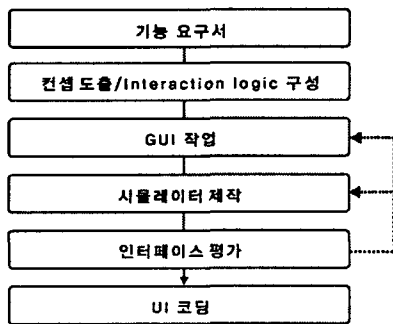 기능 요구서
컨셉 도출/Interaction logic 구성
GUI 작업
시뮬레이터 제작
인터페이스 평가
UI 코딩